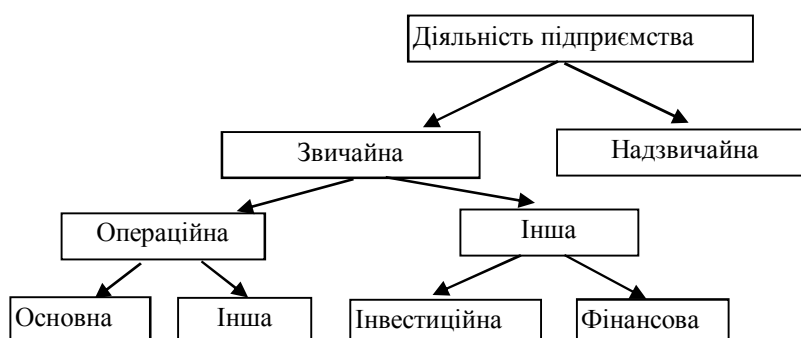 Діяльність підприємства
Звичайна
Надзвичайна
Операційна
Інша
Основна
Інша
Інвестиційна
Фінансова